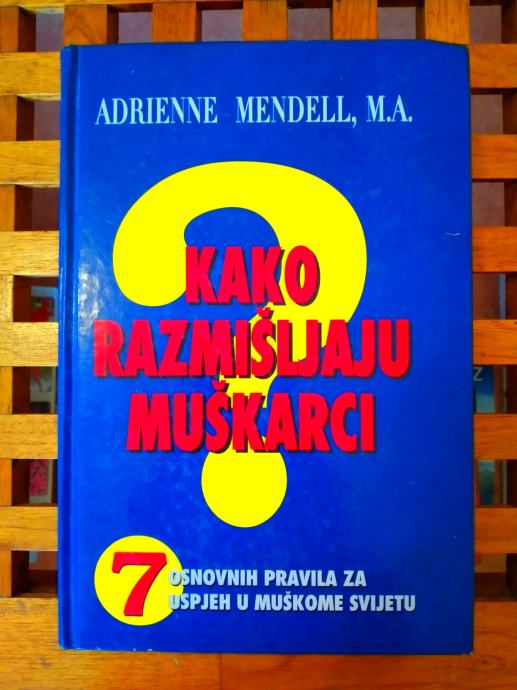 ADRIENNE MENDELL, M.A.
KAKO
RAZMIŠLJAJU
MUŠKARCI
7 OSNOVNIH PRAVILA ZA
USPJEH U MUŠKOME SVIJETU